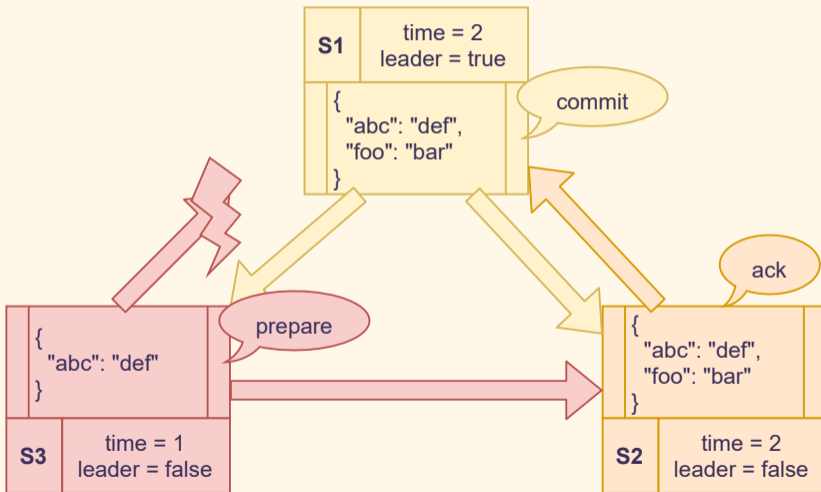 S1
time = 2
leader = true
{
"abc": "def",
"foo": "bar"
}
commit
ack
prepare
{
"abc": "def"
}
S3
time = 1
leader = false
{
"abc": "def",
"foo": "bar"
}
S2
time = 2
leader = false